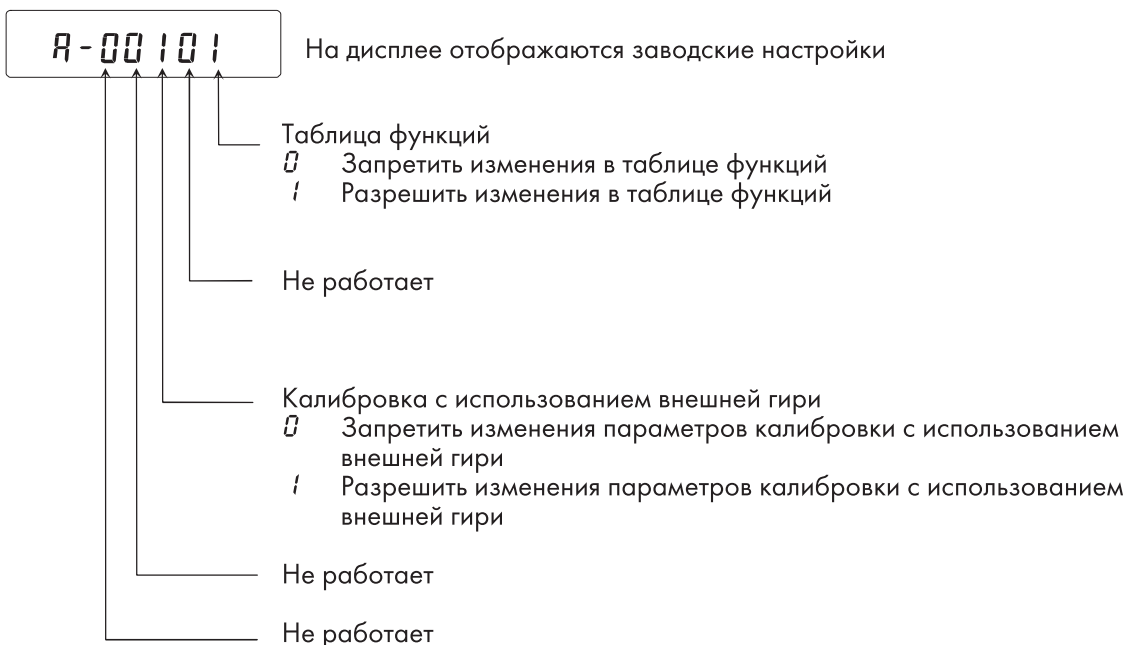 A-00101
На дисплее отображаются заводские настройки
Таблица функций
0 Запретить изменения в таблице функций
1 Разрешить изменения в таблице функций
Не работает
Калибровка с использованием внешней гири
0 Запретить изменения параметров калибровки с использованием
внешней гири
1 Разрешить изменения параметров калибровки с использованием
внешней гири
Не работает
Не работает